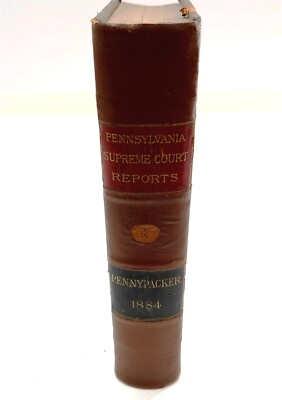 PENNSYLVANIA
SUPREME COURT
REPORTS
PENNYPACKER
1884